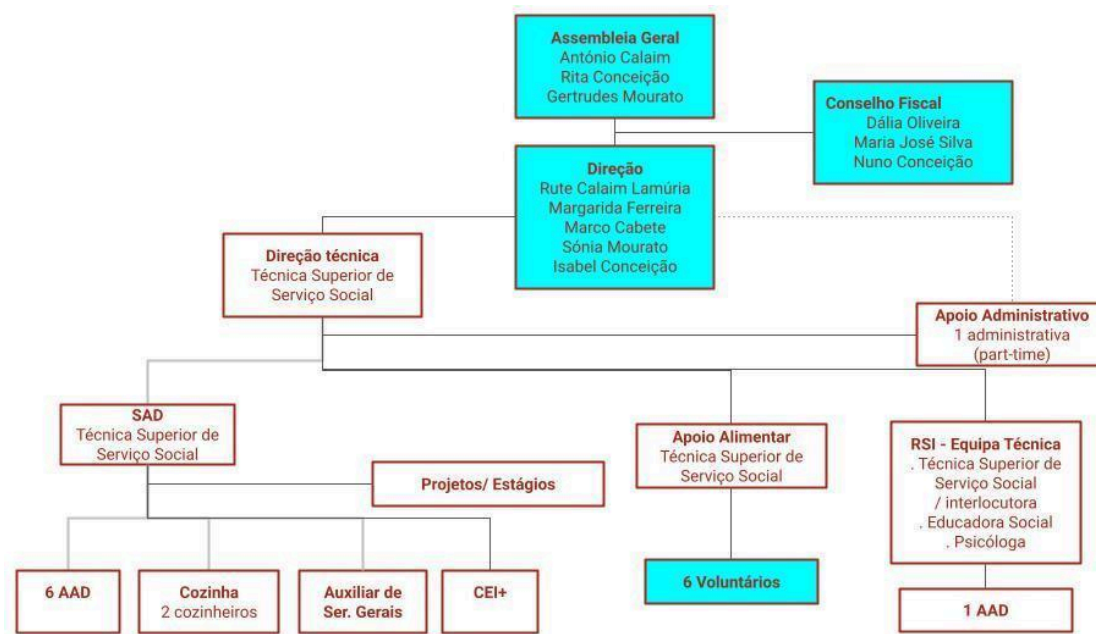 Assembleia Geral
António Calaim
Rita Conceição
Gertrudes Mourato
Conselho Fiscal
Dália Oliveira
Maria José Silva
Nuno Conceição
Direção
Rute Calaim Lamúria
Margarida Ferreira
Marco Cabete
Sónia Mourato
Isabel Conceição
Direção técnica
Técnica Superior de
Serviço Social
Apoio Administrativo
1 administrativa
(part-time)
SAD
Técnica Superior de
Serviço Social
Apoio Alimentar
Técnica Superior de
Serviço Social
RSI - Equipa Técnica
. Técnica Superior de
Serviço Social
/ interlocutora
. Educadora Social
. Psicóloga
Projetos/ Estágios
6 AAD
Cozinha
2 cozinheiros
Auxiliar de
Ser. Gerais
CEI+
6 Voluntários
1 AAD